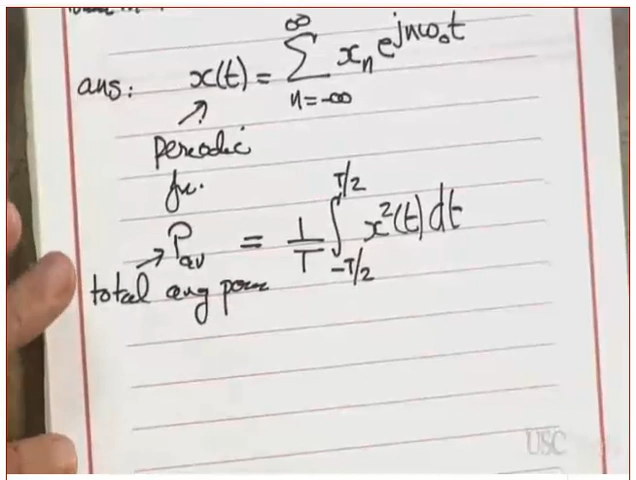 ans: x(t) = ∑_{n=-∞}^{∞} x_n e^{jnω₀t}
periodic
fn.
P_av = 1/T ∫_{-T/2}^{T/2} x²(t) dt
total avg power
USC